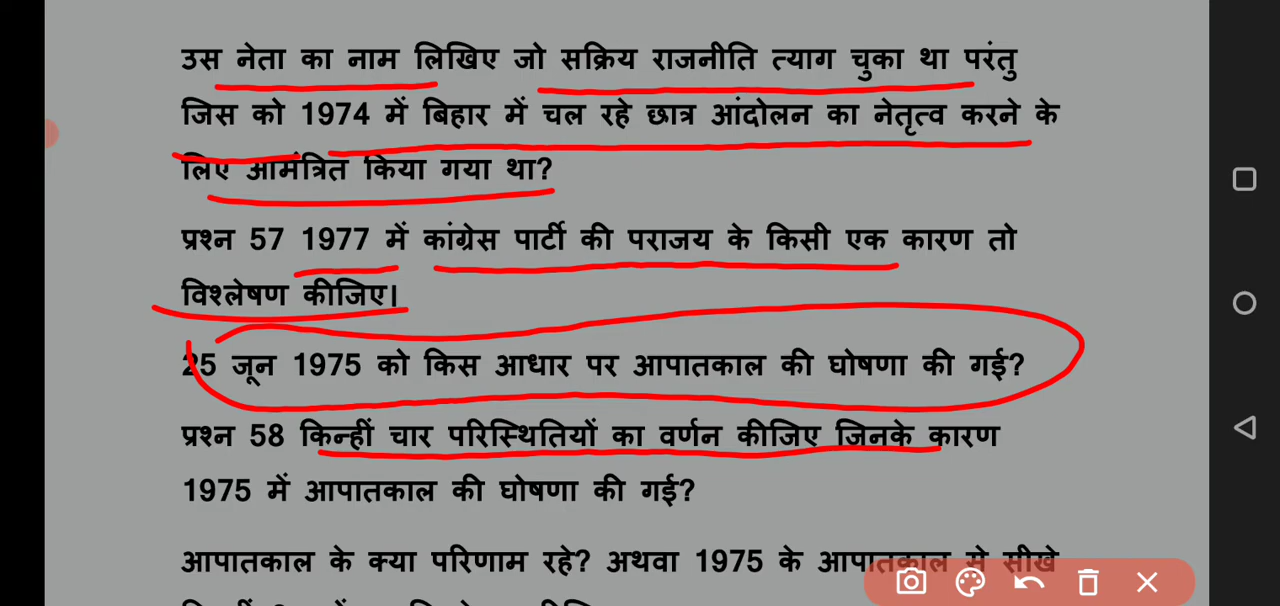 उस नेता का नाम लिखिए जो सक्रिय राजनीति त्याग चुका था परंतु
जिस को 1974 में बिहार में चल रहे छात्र आंदोलन का नेतृत्व करने के
लिए आमंत्रित किया गया था?
प्रश्न 57 1977 में कांग्रेस पार्टी की पराजय के किसी एक कारण तो
विश्लेषण कीजिए।
25 जून 1975 को किस आधार पर आपातकाल की घोषणा की गई?
प्रश्न 58 किन्हीं चार परिस्थितियों का वर्णन कीजिए जिनके कारण
1975 में आपातकाल की घोषणा की गई?
आपातकाल के क्या परिणाम रहे? अथवा 1975 के आपातकाल से सीखे